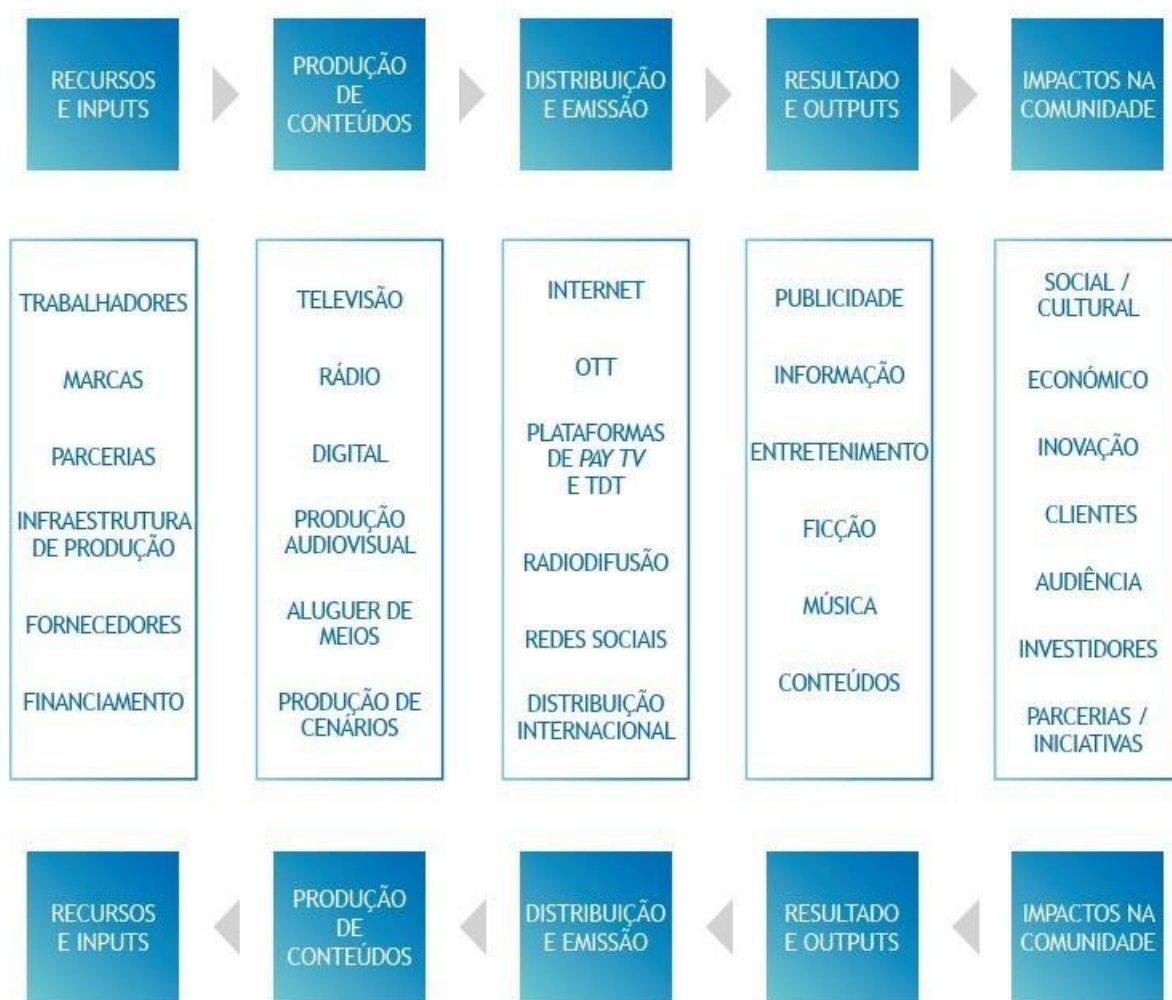 RECURSOS
E INPUTS
PRODUÇÃO
DE
CONTEÚDOS
DISTRIBUIÇÃO
E EMISSÃO
RESULTADO
E OUTPUTS
IMPACTOS NA
COMUNIDADE
TRABALHADORES
MARCAS
PARCERIAS
INFRAESTRUTURA
DE PRODUÇÃO
FORNECEDORES
FINANCIAMENTO
TELEVISÃO
RÁDIO
DIGITAL
PRODUÇÃO
AUDIOVISUAL
ALUGUER DE
MEIOS
PRODUÇÃO DE
CENÁRIOS
INTERNET
OTT
PLATAFORMAS
DE PAY TV
E TDT
RADIODIFUSÃO
REDES SOCIAIS
DISTRIBUIÇÃO
INTERNACIONAL
PUBLICIDADE
INFORMAÇÃO
ENTRETENIMENTO
FICÇÃO
MÚSICA
CONTEÚDOS
SOCIAL /
CULTURAL
ECONÓMICO
INOVAÇÃO
CLIENTES
AUDIÊNCIA
INVESTIDORES
PARCERIAS /
INICIATIVAS
RECURSOS
E INPUTS
PRODUÇÃO
DE
CONTEÚDOS
DISTRIBUIÇÃO
E EMISSÃO
RESULTADO
E OUTPUTS
IMPACTOS NA
COMUNIDADE